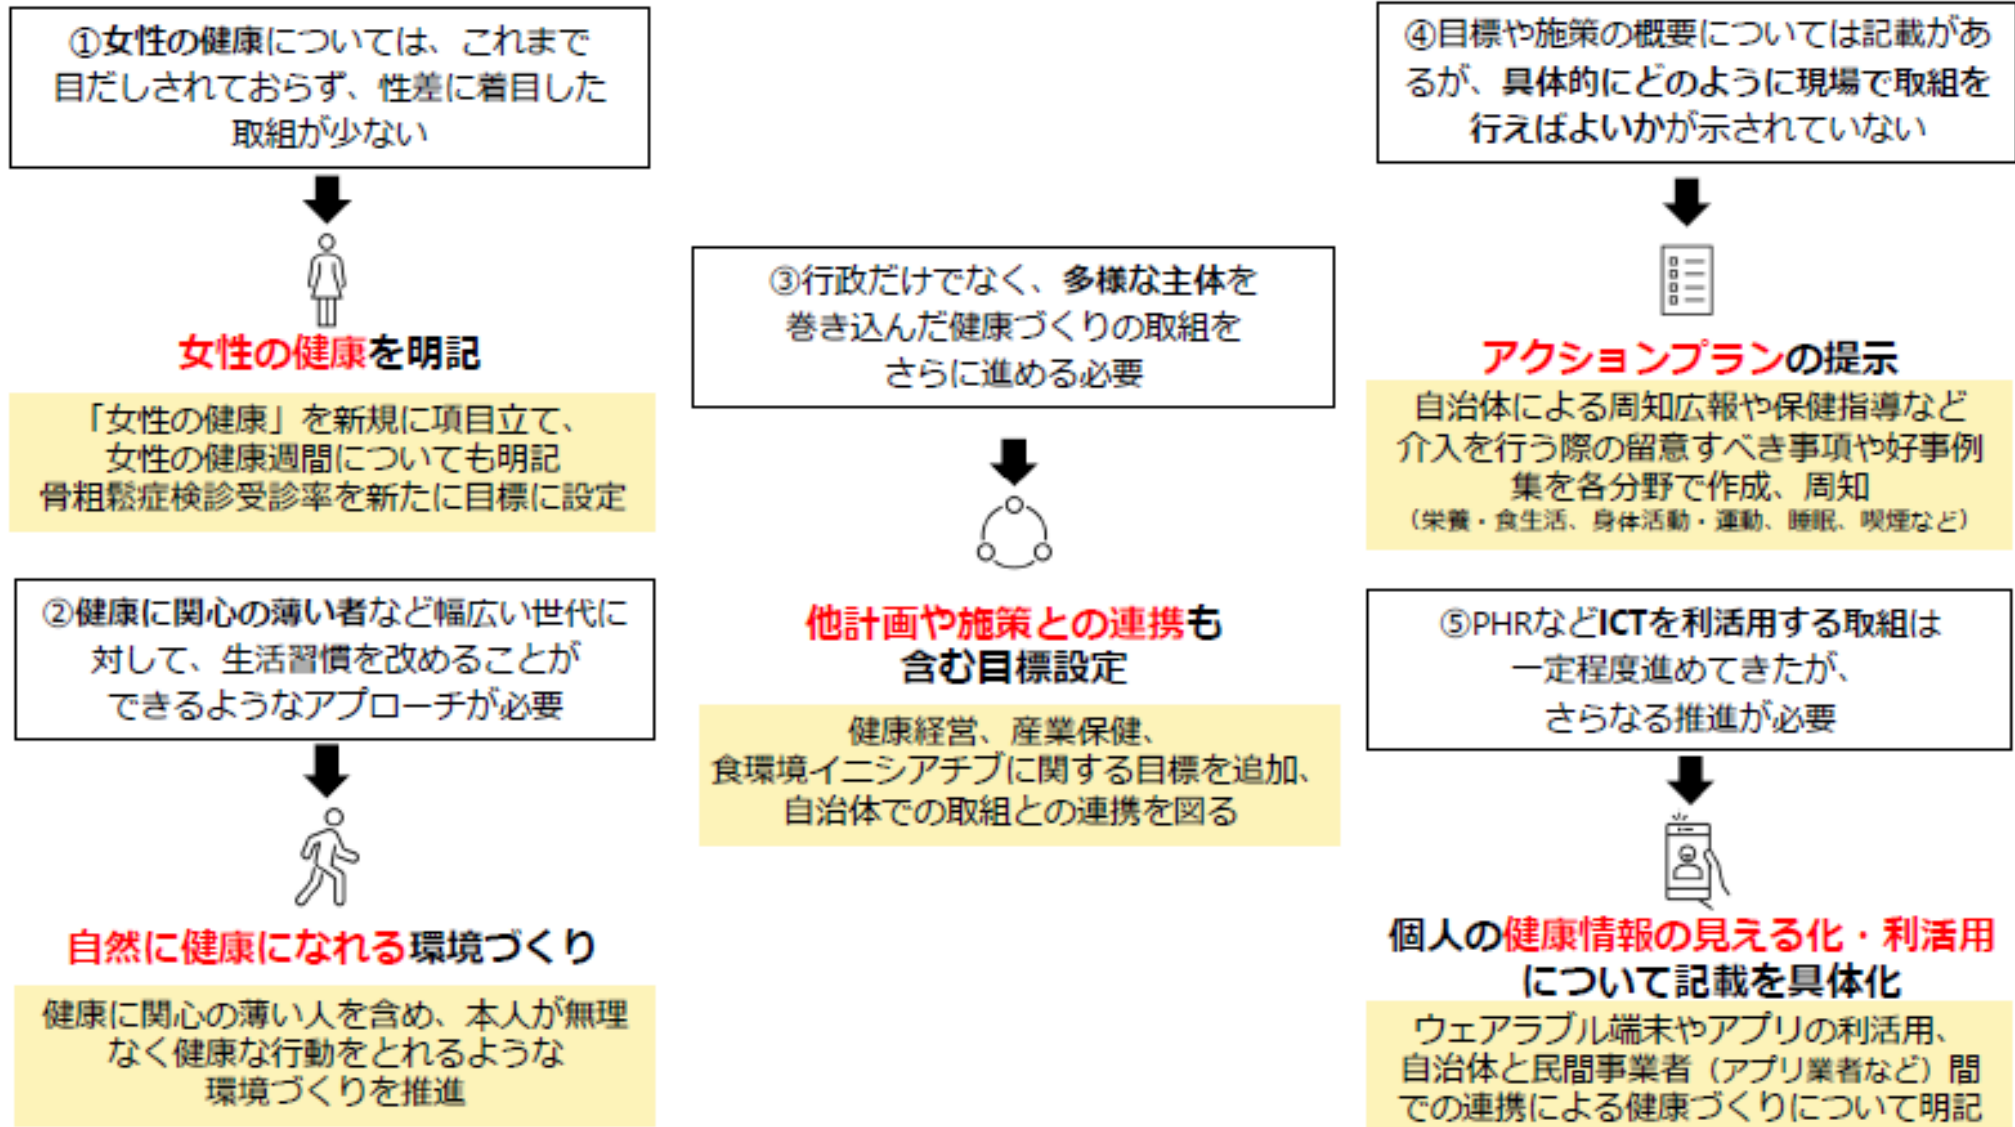 ①女性の健康については、これまで
目だしされておらず、性差に着目した
取組が少ない
女性の健康を明記
「女性の健康」を新規に項目立て、
女性の健康週間についても明記
骨粗鬆症検診受診率を新たに目標に設定
②健康に関心の薄い者など幅広い世代に
対して、生活習慣を改めることが
できるようなアプローチが必要
自然に健康になれる環境づくり
健康に関心の薄い人を含め、本人が無理
なく健康な行動をとれるような
環境づくりを推進
③行政だけでなく、多様な主体を
巻き込んだ健康づくりの取組を
さらに進める必要
他計画や施策との連携も
含む目標設定
健康経営、産業保健、
食環境イニシアチブに関する目標を追加、
自治体での取組との連携を図る
④目標や施策の概要については記載があ
るが、具体的にどのように現場で取組を
行えばよいかが示されていない
アクションプランの提示
自治体による周知広報や保健指導など
介入を行う際の留意すべき事項や好事例
集を各分野で作成、周知
（栄養・食生活、身体活動・運動、睡眠、喫煙など）
⑤PHRなどICTを利活用する取組は
一定程度進めてきたが、
さらなる推進が必要
個人の健康情報の見える化・利活用
について記載を具体化
ウェアラブル端末やアプリの利活用、
自治体と民間事業者（アプリ業者など）間
での連携による健康づくりについて明記